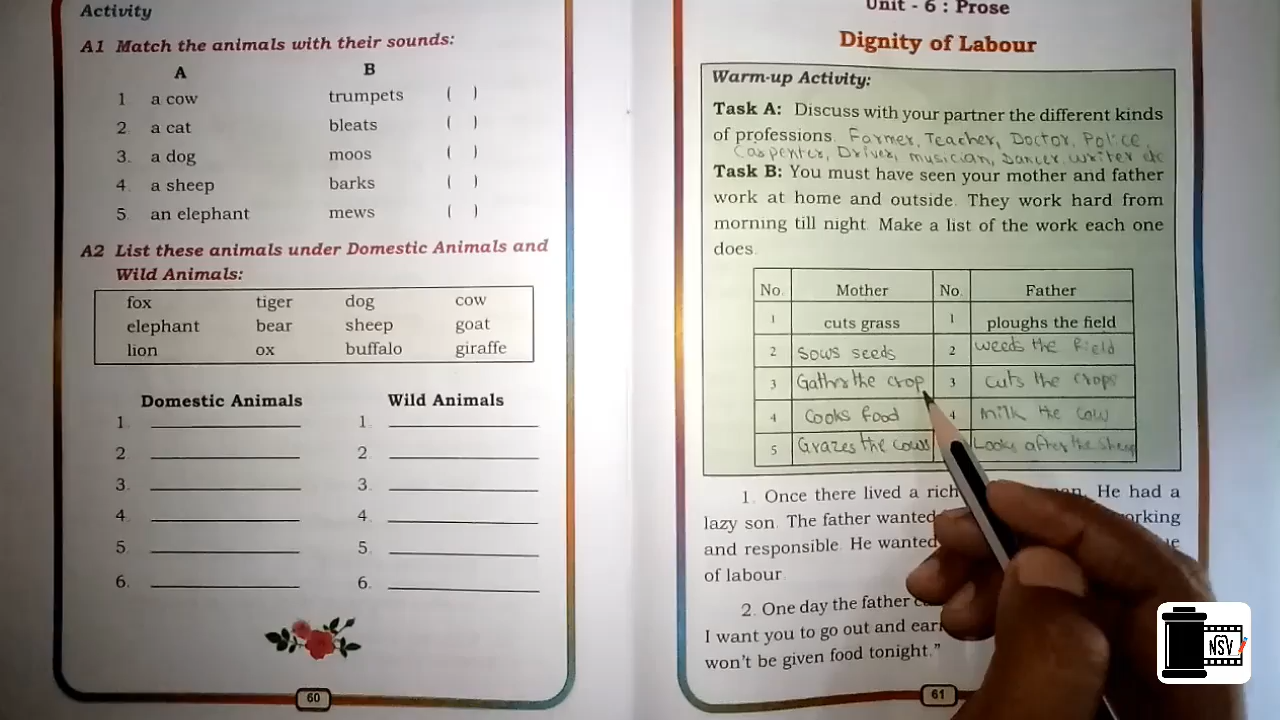 Activity
A1 Match the animals with their sounds:
A B
1 a cow trumpets ( )
2. a cat bleats ( )
3. a dog moos ( )
4. a sheep barks ( )
5. an elephant mews ( )
A2 List these animals under Domestic Animals and
Wild Animals:
fox tiger dog cow
elephant bear sheep goat
lion ox buffalo giraffe
Domestic Animals Wild Animals
1. 1.
2. 2.
3. 3.
4. 4.
5. 5.
6. 6.
60
Unit - 6 : Prose
Dignity of Labour
Warm-up Activity:
Task A: Discuss with your partner the different kinds
of professions. Farmer, Teacher, Doctor, Police,
Carpenter, Driver, musician, Dancer, writer etc
Task B: You must have seen your mother and father
work at home and outside. They work hard from
morning till night. Make a list of the work each one
does.
No. Mother No. Father
1 cuts grass 1 ploughs the field
2 Sows seeds 2 weeds the field
3 Gathrs the crop 3 cuts the crops
4 Cooks food 4 milk the cow
5 Grazes the cows Looks after the sheep
1. Once there lived a rich He had a
lazy son. The father wanted
and responsible. He wanted
of labour.
2. One day the father
I want you to go out and earn
won't be given food tonight."
61
NSV